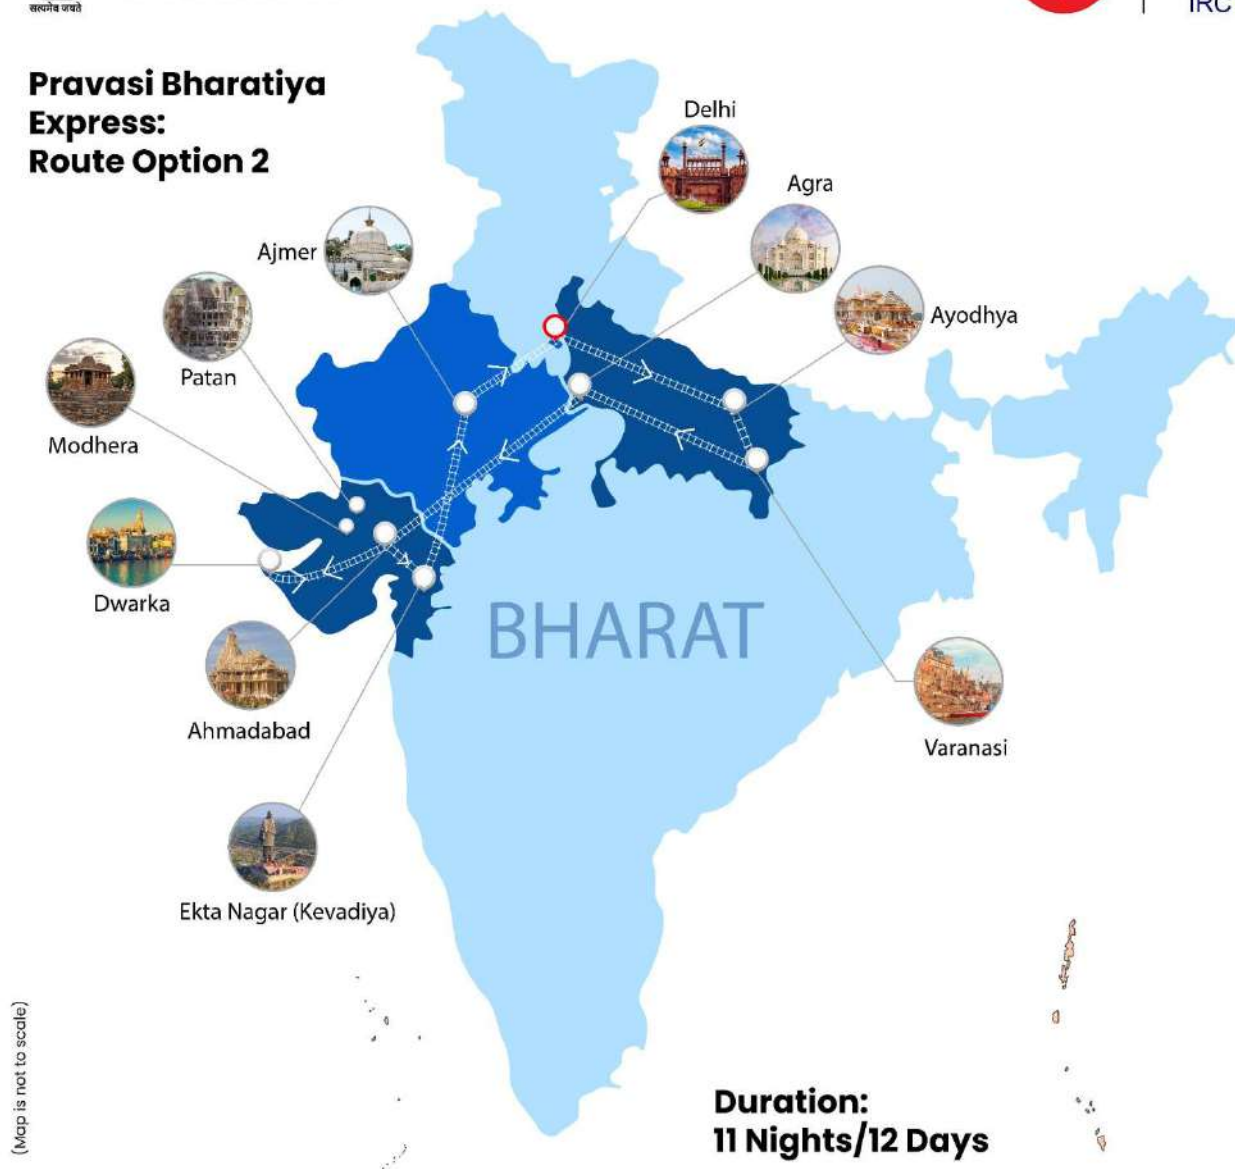 सत्यमेव जयते
IRC
Pravasi Bharatiya
Express:
Route Option 2
Delhi
Agra
Ajmer
Ayodhya
Patan
Modhera
Dwarka
BHARAT
Ahmadabad
Varanasi
Ekta Nagar (Kevadiya)
(Map is not to scale)
Duration:
11 Nights/12 Days